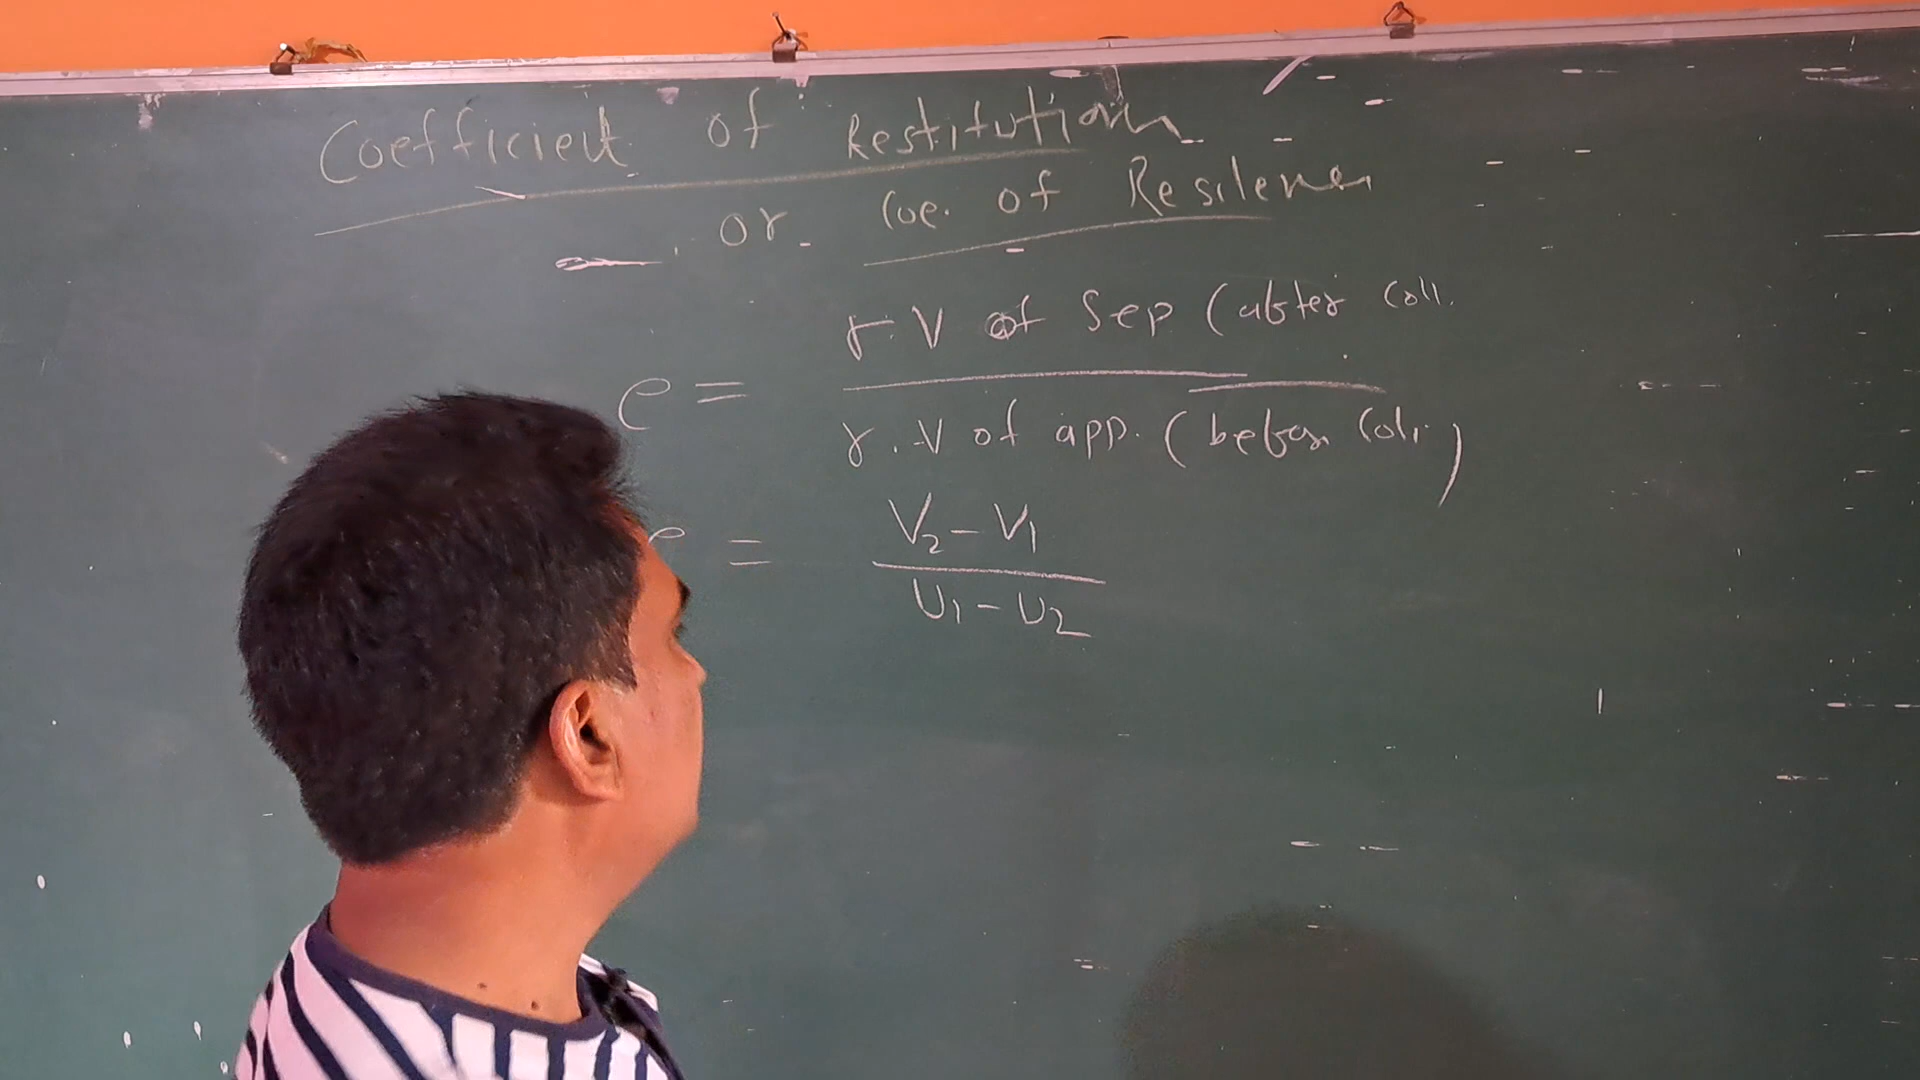 Coefficient of Restitution
or Coe. of Resilence
r.V of Sep (after Coll.
e =
r.V of app. (before Coll.)
e = V₂ - V₁
U₁ - U₂